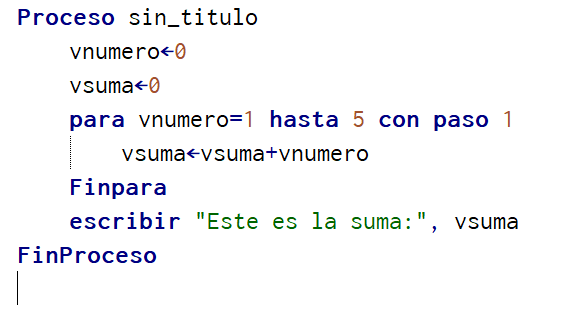 Proceso sin_titulo
vnumero←0
vsuma←0
para vnumero=1 hasta 5 con paso 1
vsuma←vsuma+vnumero
Finpara
escribir "Este es la suma:", vsuma
FinProceso